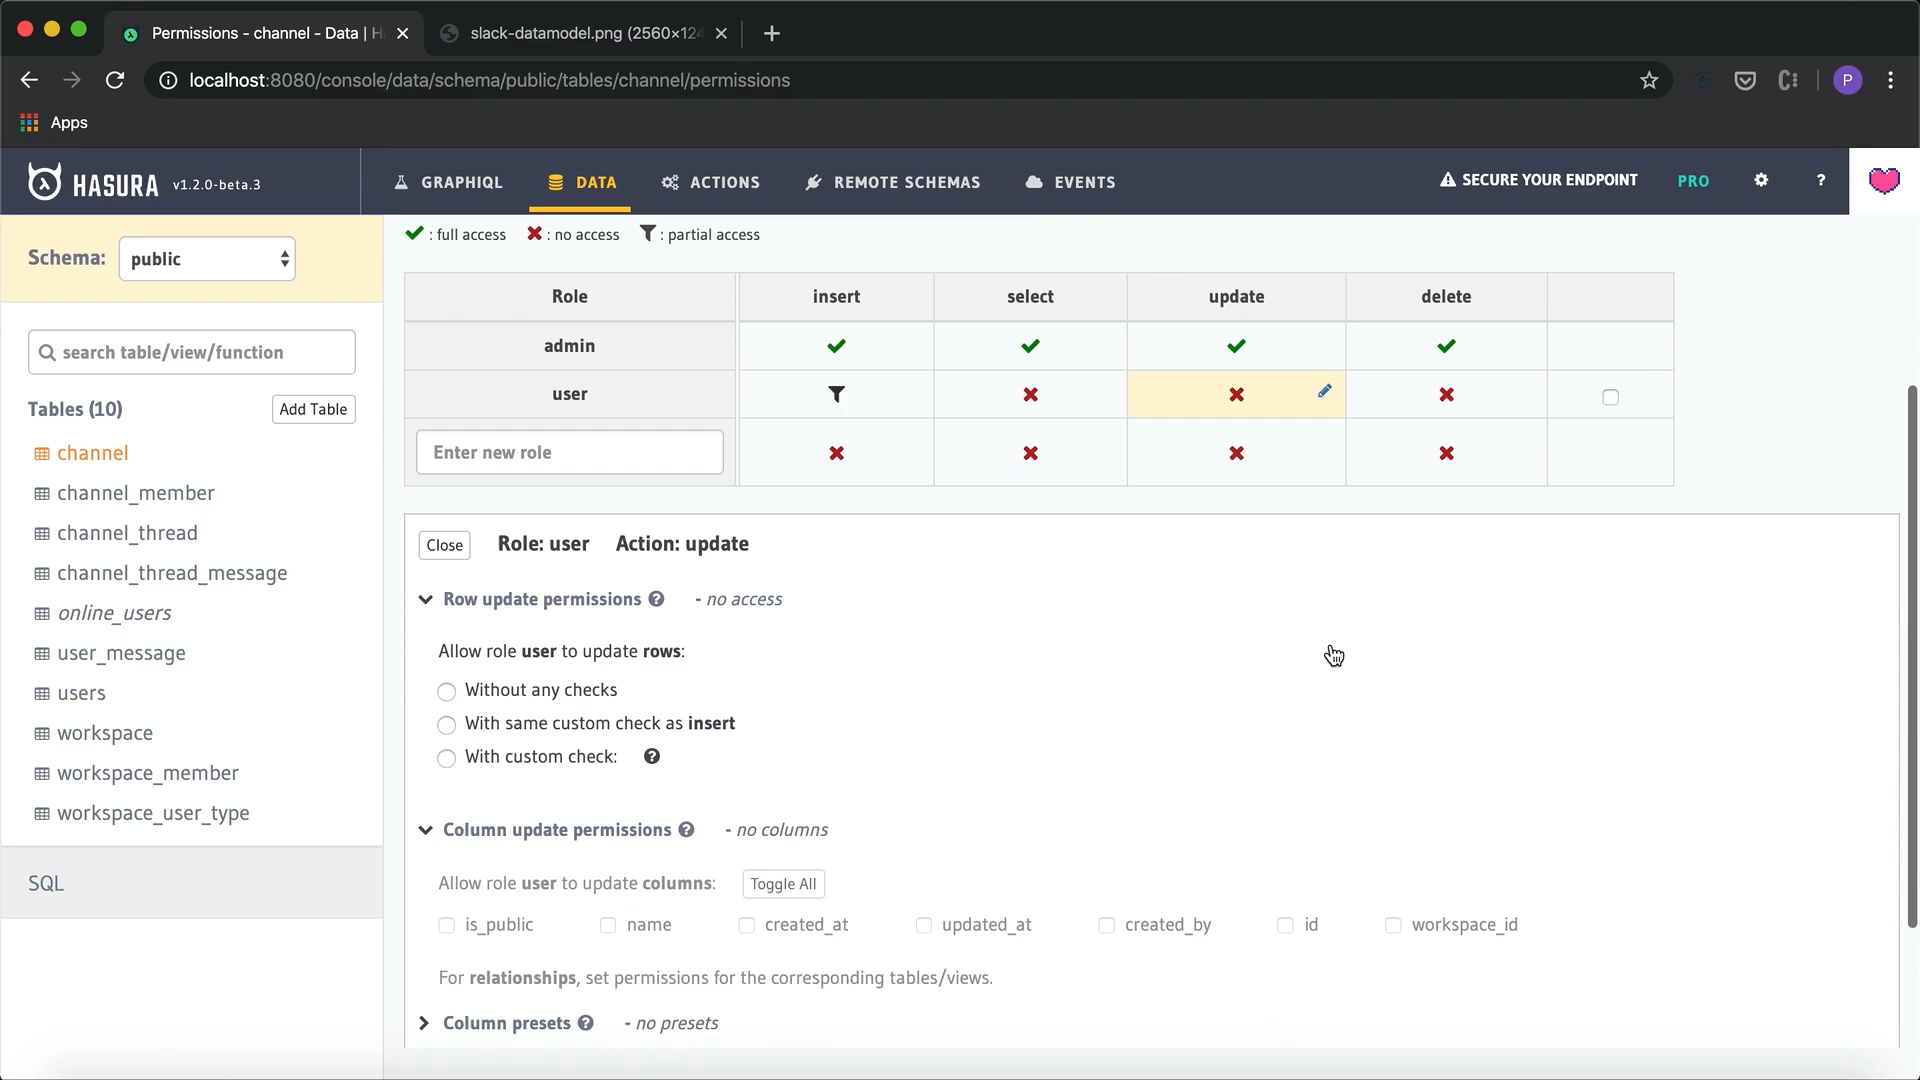 Permissions - channel - Data | H
slack-datamodel.png (2560×124
localhost:8080/console/data/schema/public/tables/channel/permissions
P
Apps
HASURA v1.2.0-beta.3
GRAPHIQL
DATA
ACTIONS
REMOTE SCHEMAS
EVENTS
SECURE YOUR ENDPOINT
PRO
?
Schema: public
search table/view/function
Tables (10) Add Table
channel
channel_member
channel_thread
channel_thread_message
online_users
user_message
users
workspace
workspace_member
workspace_user_type
SQL
: full access : no access : partial access
Role insert select update delete
admin
user
Enter new role
Close Role: user Action: update
Row update permissions ? - no access
Allow role user to update rows:
Without any checks
With same custom check as insert
With custom check: ?
Column update permissions ? - no columns
Allow role user to update columns: Toggle All
is_public name created_at updated_at created_by id workspace_id
For relationships, set permissions for the corresponding tables/views.
Column presets ? - no presets